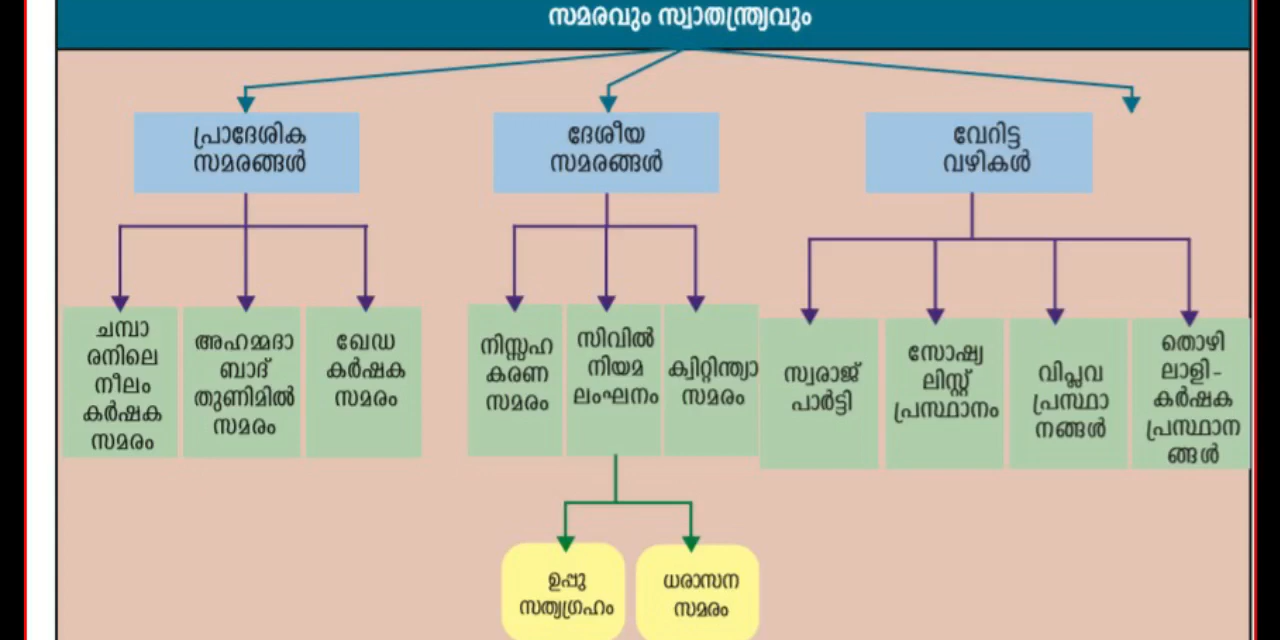 സമരവും സ്വാതന്ത്ര്യവും
പ്രാദേശിക
സമരങ്ങൾ
ദേശീയ
സമരങ്ങൾ
വേറിട്ട
വഴികൾ
ചമ്പാ
രനിലെ
നീലം
കർഷക
സമരം
അഹമ്മദാ
ബാദ്
തുണിമിൽ
സമരം
ഖേഡ
കർഷക
സമരം
നിസ്സഹ
കരണ
സമരം
സിവിൽ
നിയമ
ലംഘനം
ക്വിറ്റിന്ത്യാ
സമരം
സ്വരാജ്
പാർട്ടി
സോഷ്യ
ലിസ്റ്റ്
പ്രസ്ഥാനം
വിപ്ലവ
പ്രസ്ഥാ
നങ്ങൾ
തൊഴി
ലാളി-
കർഷക
പ്രസ്ഥാന
ങ്ങൾ
ഉപ്പു
സത്യഗ്രഹം
ധരാസന
സമരം